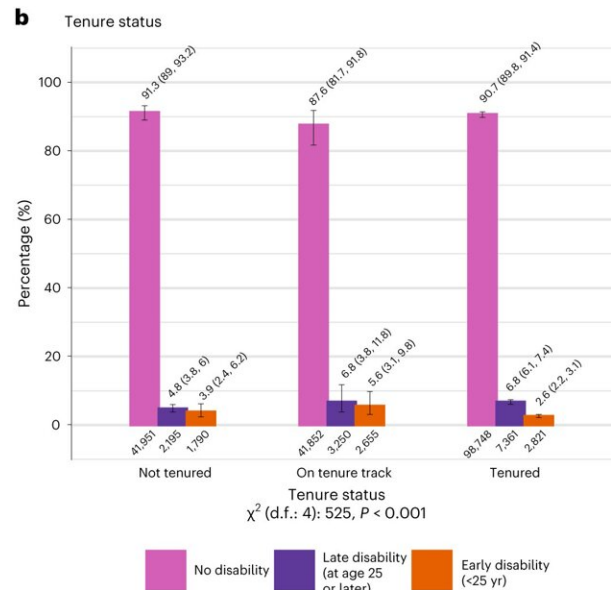 b Tenure status
91.3 (89, 93.2)
87.6 (81.7, 91.8)
90.7 (89.8, 91.4)
100
80
60
40
20
0
Percentage (%)
4.8 (3.8, 6)
3.9 (2.4, 6.2)
6.8 (3.8, 11.8)
5.6 (3.1, 9.8)
6.8 (6.1, 7.4)
2.6 (2.2, 3.1)
41,951 2,195 1,790 41,852 3,250 2,655 98,748 7,361 2,821
Not tenured On tenure track Tenured
Tenure status
χ² (d.f.: 4): 525, P < 0.001
No disability
Late disability
(at age 25
or later)
Early disability
(<25 yr)